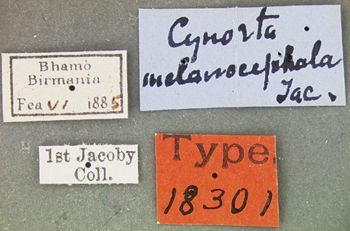 Bhamò
Birmania
Fea VI 1885
Cynorta
melanocephala
Jac.
1st Jacoby
Coll.
Type
18301